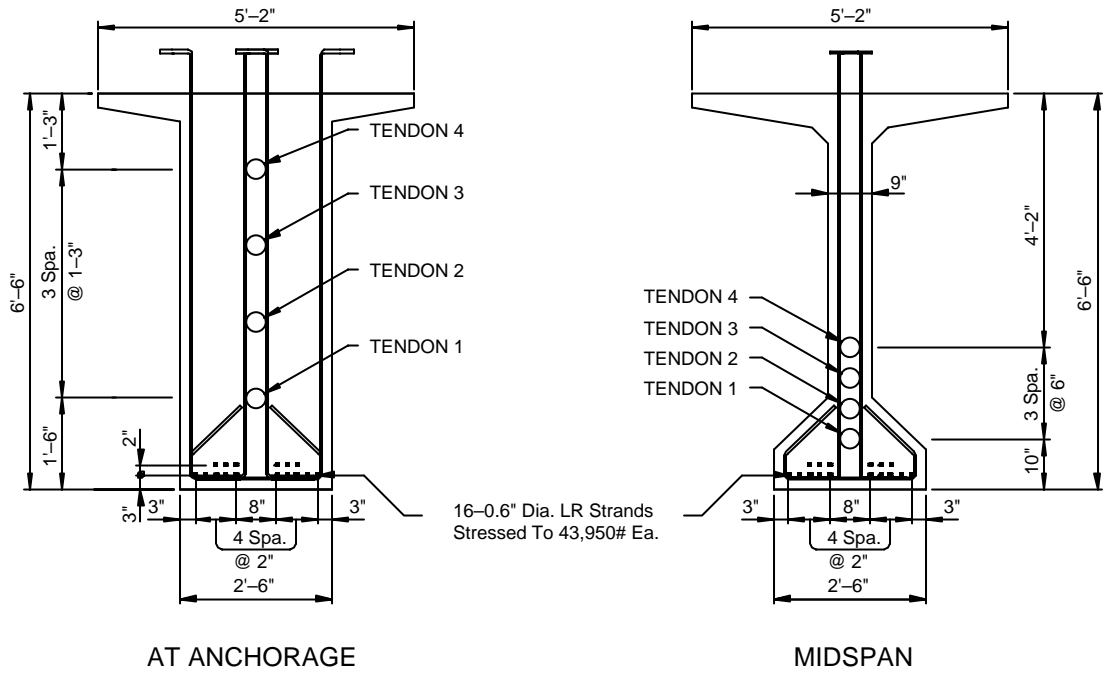 5'–2"
1'–3"
3 Spa.
@ 1–3"
6'–6"
1'–6"
2"
3"
TENDON 4
TENDON 3
TENDON 2
TENDON 1
3"
8"
3"
4 Spa.
@ 2"
2'–6"
AT ANCHORAGE
16–0.6" Dia. LR Strands
Stressed To 43,950# Ea.
5'–2"
9"
4'–2"
6'–6"
TENDON 4
TENDON 3
TENDON 2
TENDON 1
3 Spa.
@ 6"
10"
3"
8"
3"
4 Spa.
@ 2"
2'–6"
MIDSPAN